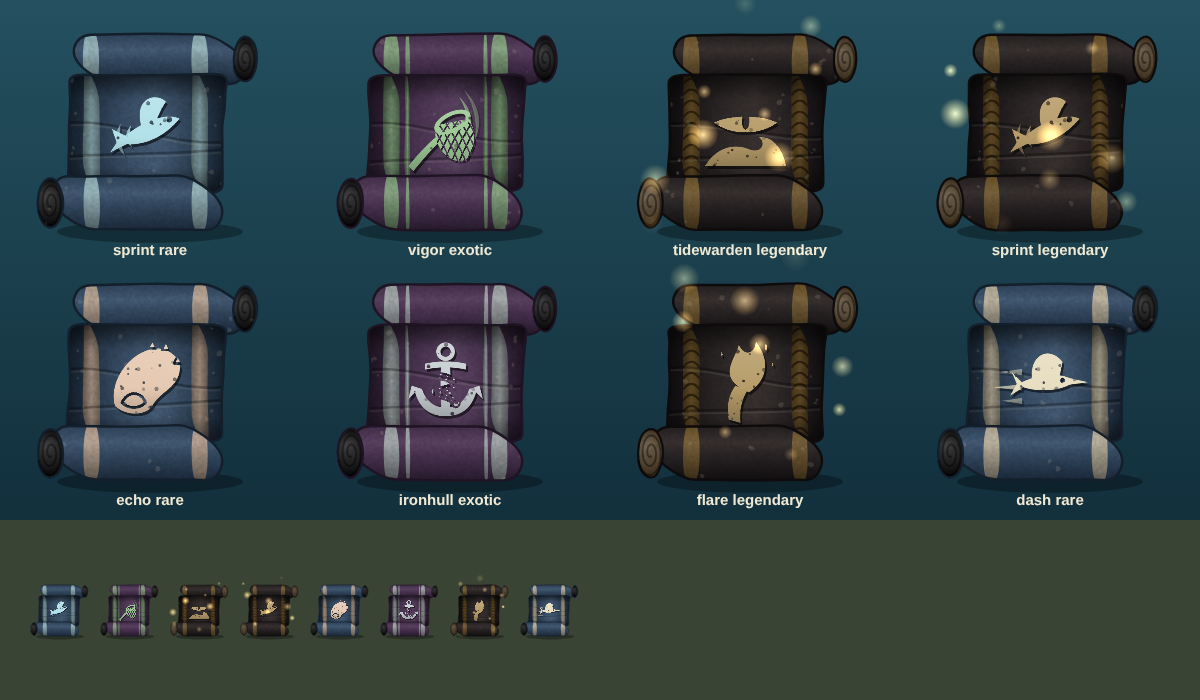 sprint rare
vigor exotic
tidewarden legendary
sprint legendary
echo rare
ironhull exotic
flare legendary
dash rare